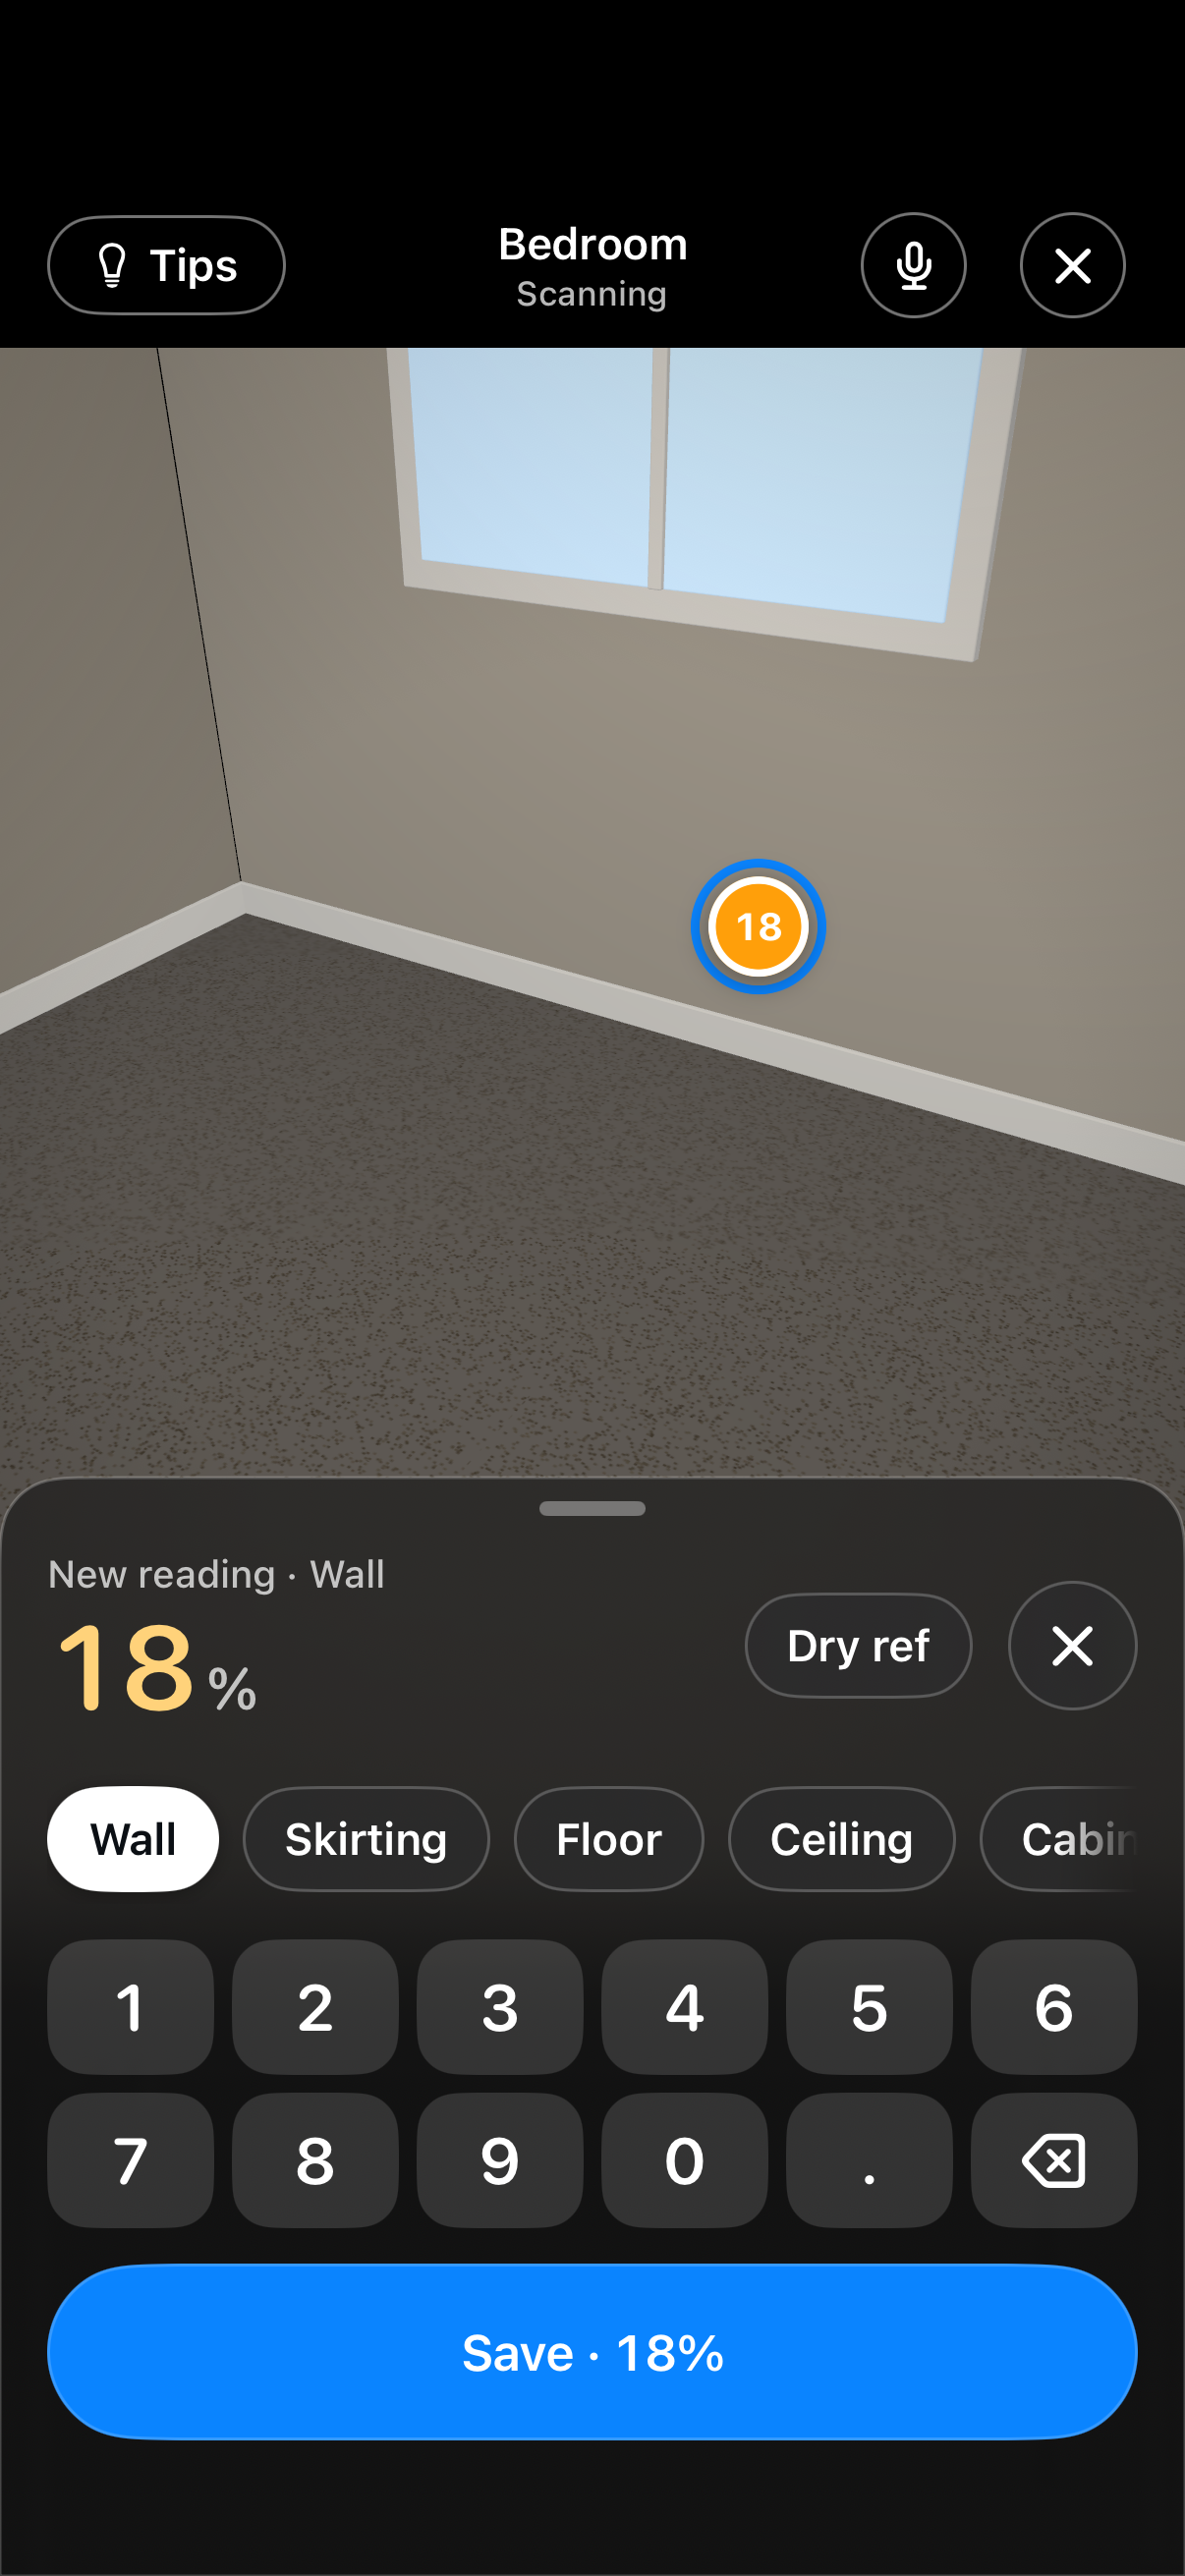 Tips
Bedroom
Scanning
18
New reading · Wall
18 %
Dry ref
Wall Skirting Floor Ceiling Cabin
1 2 3 4 5 6
7 8 9 0 .
Save · 18%